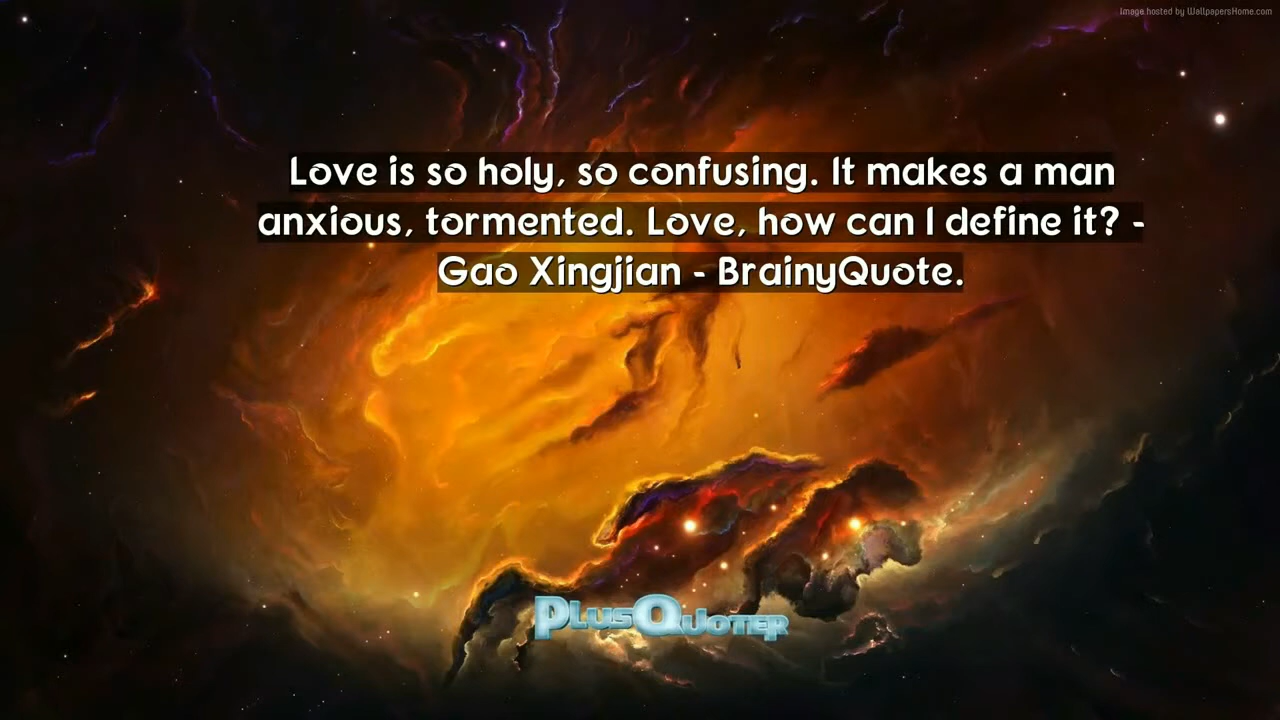 Image hosted by WallpapersHome.com
Love is so holy, so confusing. It makes a man
anxious, tormented. Love, how can I define it? -
Gao Xingjian - BrainyQuote.
PlusQuoter